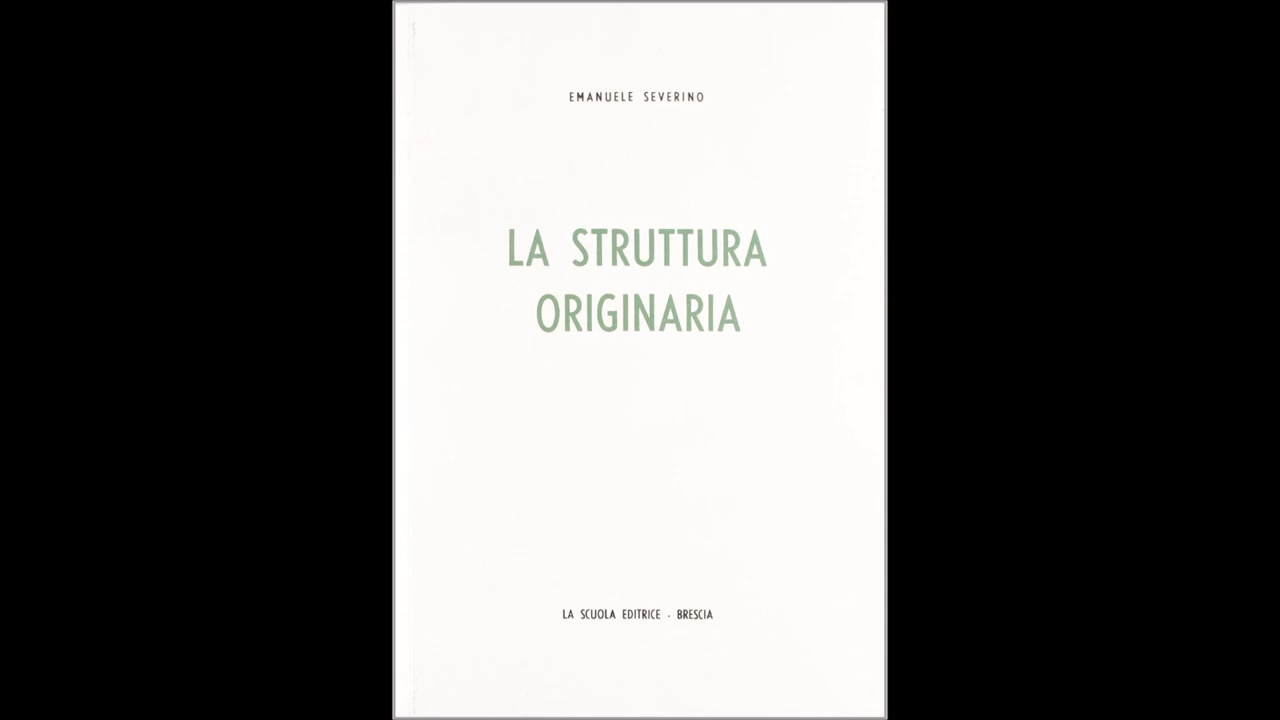 EMANUELE SEVERINO
LA STRUTTURA
ORIGINARIA
LA SCUOLA EDITRICE - BRESCIA